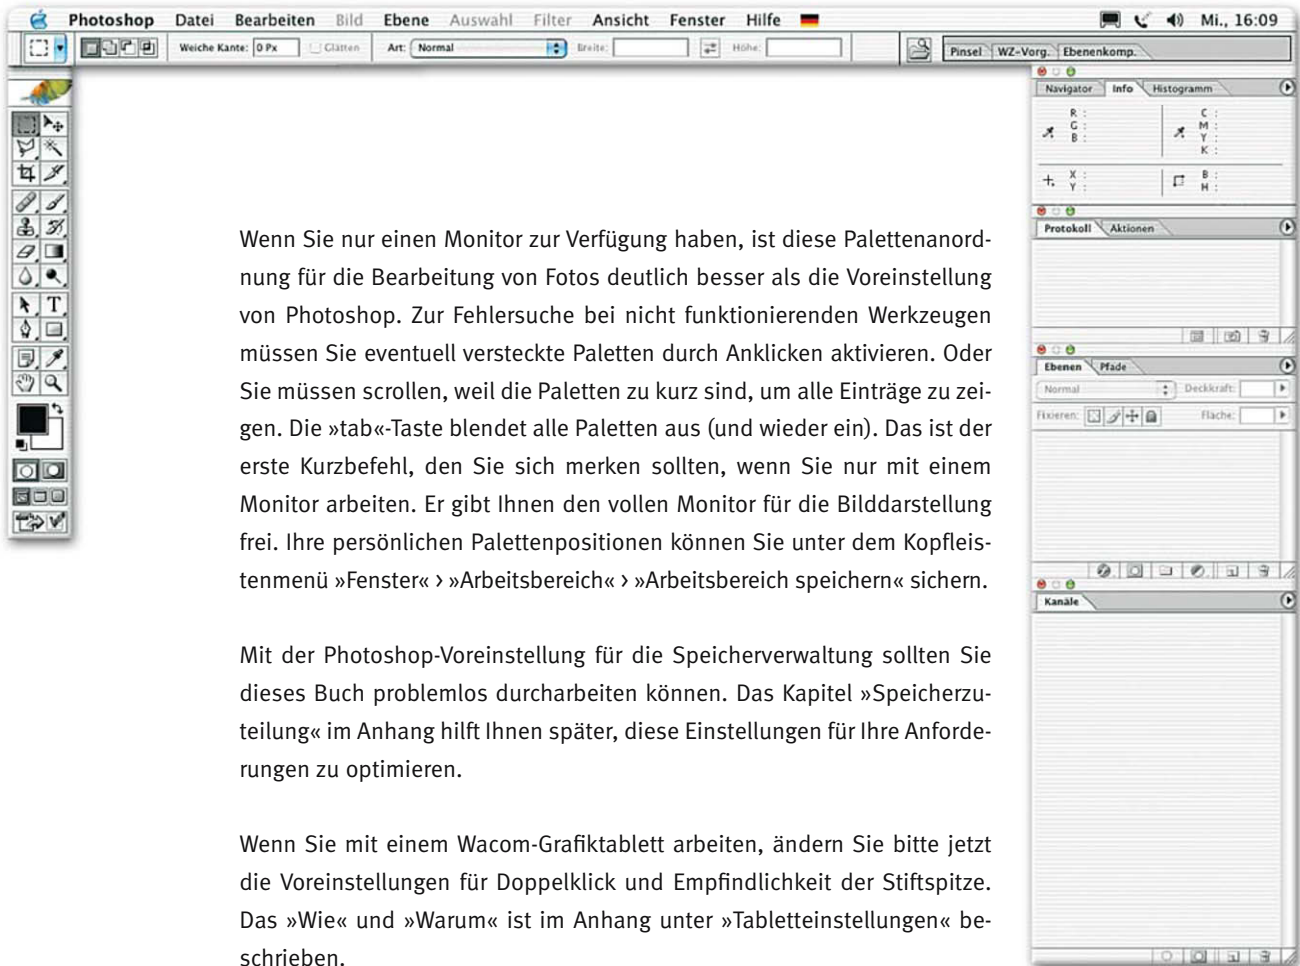 Photoshop Datei Bearbeiten Bild Ebene Auswahl Filter Ansicht Fenster Hilfe Mi., 16:09
Weiche Kante: 0 Px Glätten Art: Normal Breite: Höhe: Pinsel WZ-Vorg. Ebenenkomp.
Navigator Info Histogramm
R : C :
G : M :
B : Y :
K :
X : B :
Y : H :
Protokoll Aktionen
Ebenen Pfade
Normal Deckkraft:
Fixieren: Fläche:
Kanäle
Wenn Sie nur einen Monitor zur Verfügung haben, ist diese Palettenanord-
nung für die Bearbeitung von Fotos deutlich besser als die Voreinstellung
von Photoshop. Zur Fehlersuche bei nicht funktionierenden Werkzeugen
müssen Sie eventuell versteckte Paletten durch Anklicken aktivieren. Oder
Sie müssen scrollen, weil die Paletten zu kurz sind, um alle Einträge zu zei-
gen. Die »tab«-Taste blendet alle Paletten aus (und wieder ein). Das ist der
erste Kurzbefehl, den Sie sich merken sollten, wenn Sie nur mit einem
Monitor arbeiten. Er gibt Ihnen den vollen Monitor für die Bilddarstellung
frei. Ihre persönlichen Palettenpositionen können Sie unter dem Kopfleis-
tenmenü »Fenster« > »Arbeitsbereich« > »Arbeitsbereich speichern« sichern.
Mit der Photoshop-Voreinstellung für die Speicherverwaltung sollten Sie
dieses Buch problemlos durcharbeiten können. Das Kapitel »Speicherzu-
teilung« im Anhang hilft Ihnen später, diese Einstellungen für Ihre Anforde-
rungen zu optimieren.
Wenn Sie mit einem Wacom-Grafiktablett arbeiten, ändern Sie bitte jetzt
die Voreinstellungen für Doppelklick und Empfindlichkeit der Stiftspitze.
Das »Wie« und »Warum« ist im Anhang unter »Tabletteinstellungen« be-
schrieben.